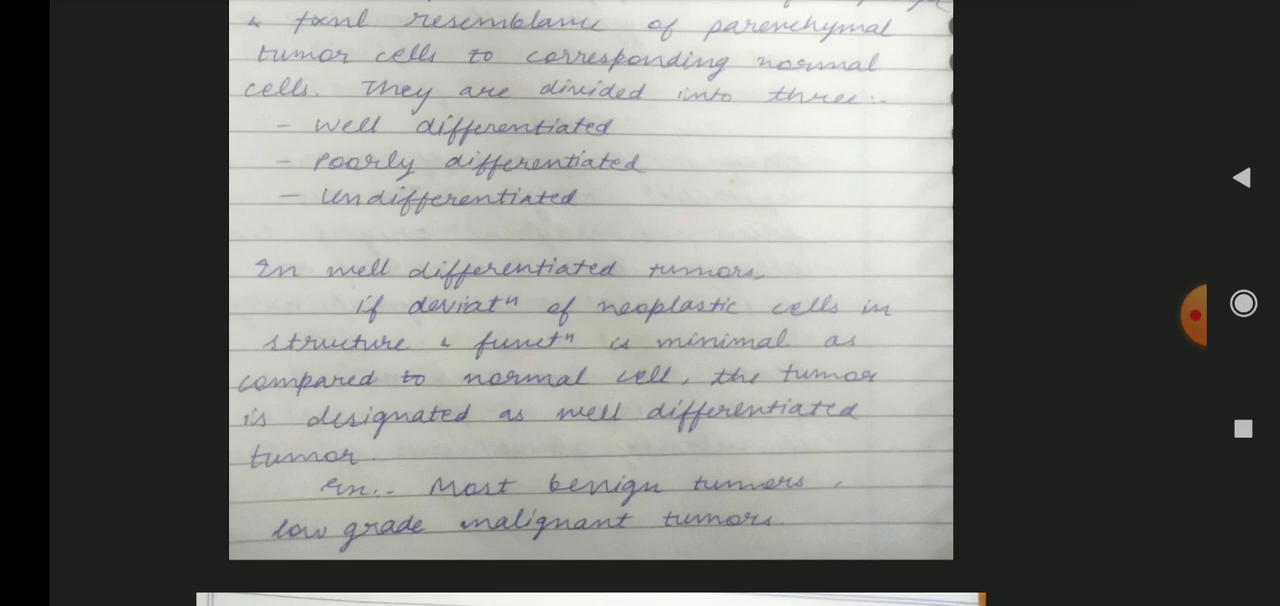 & fxnl resemblance of parenchymal
tumor cells to corresponding normal
cells. They are divided into three:-
- well differentiated
- Poorly differentiated
- Undifferentiated
In well differentiated tumors,
if deviatⁿ of neoplastic cells in
structure & functⁿ is minimal as
compared to normal cell, the tumor
is designated as well differentiated
tumor.
Ex:- Most benign tumors,
low grade malignant tumors.